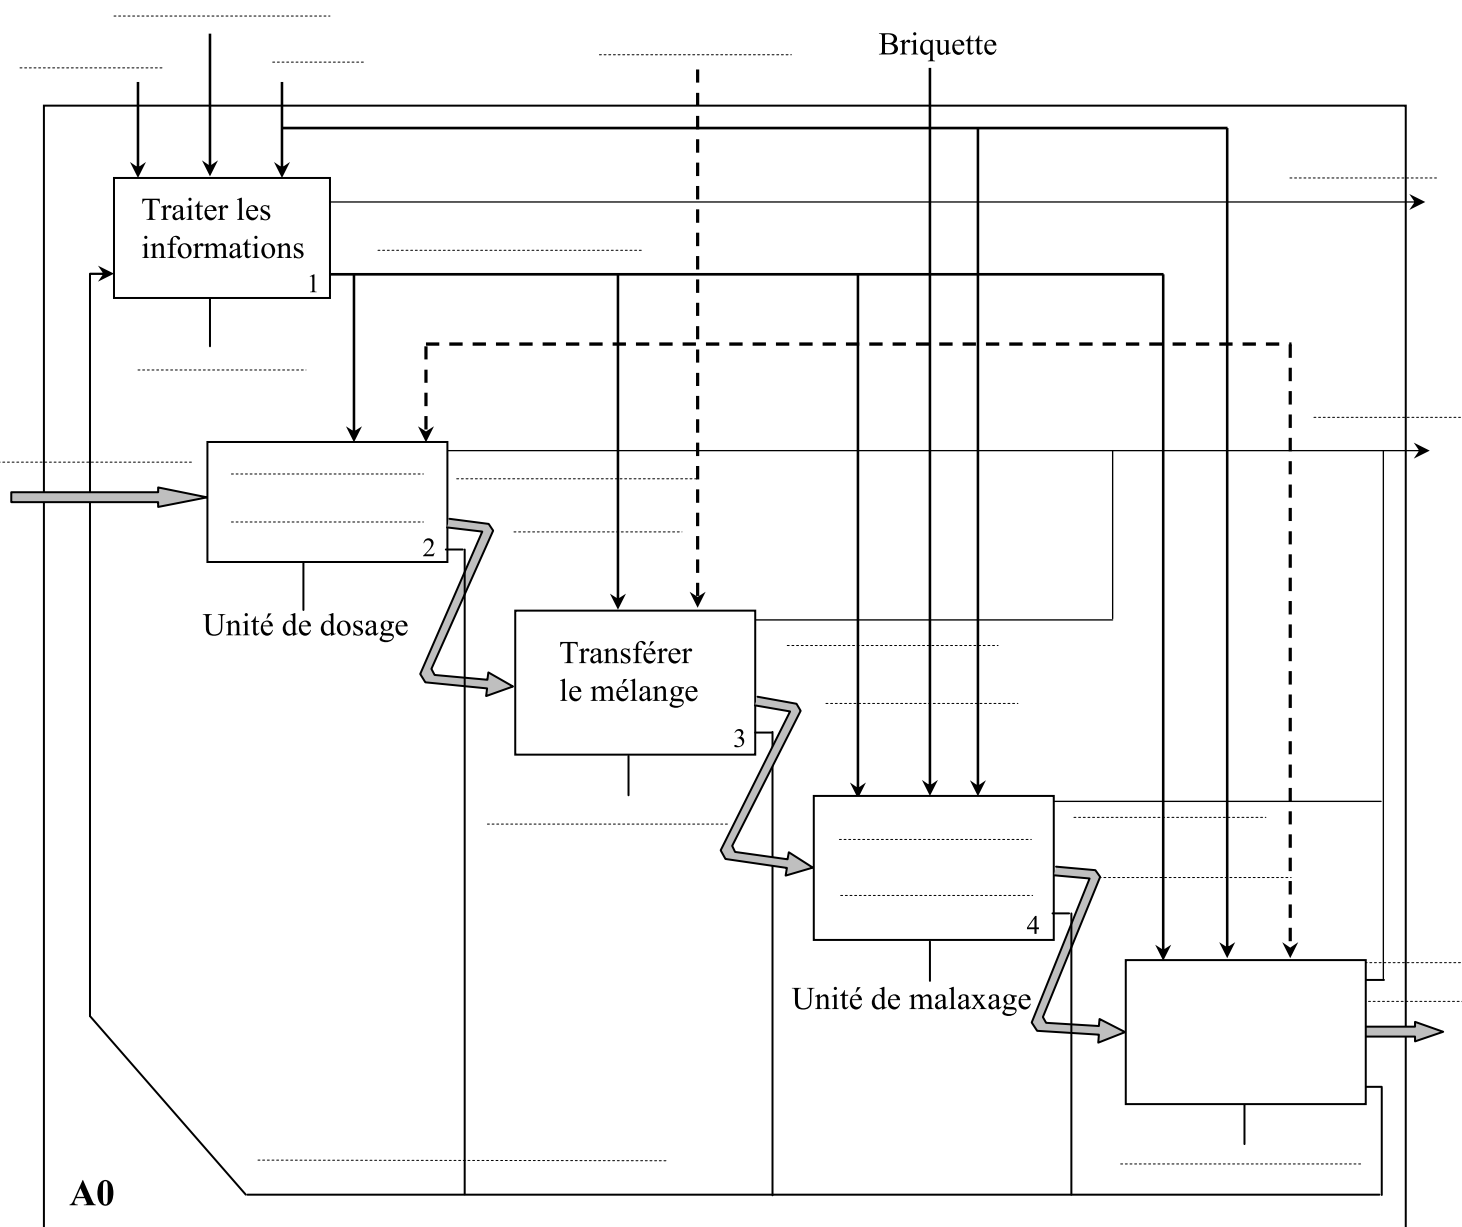 Briquette
Traiter les
informations
1
2
Unité de dosage
Transférer
le mélange
3
4
Unité de malaxage
A0